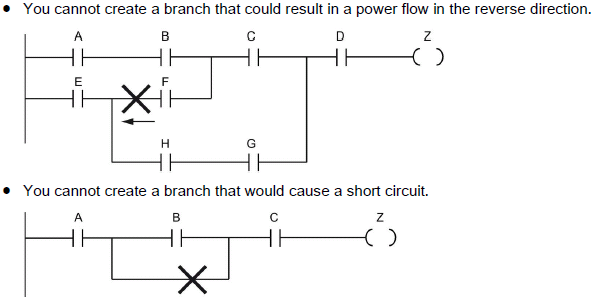 ● You cannot create a branch that could result in a power flow in the reverse direction.
A B C D Z
E F
H G
● You cannot create a branch that would cause a short circuit.
A B C Z